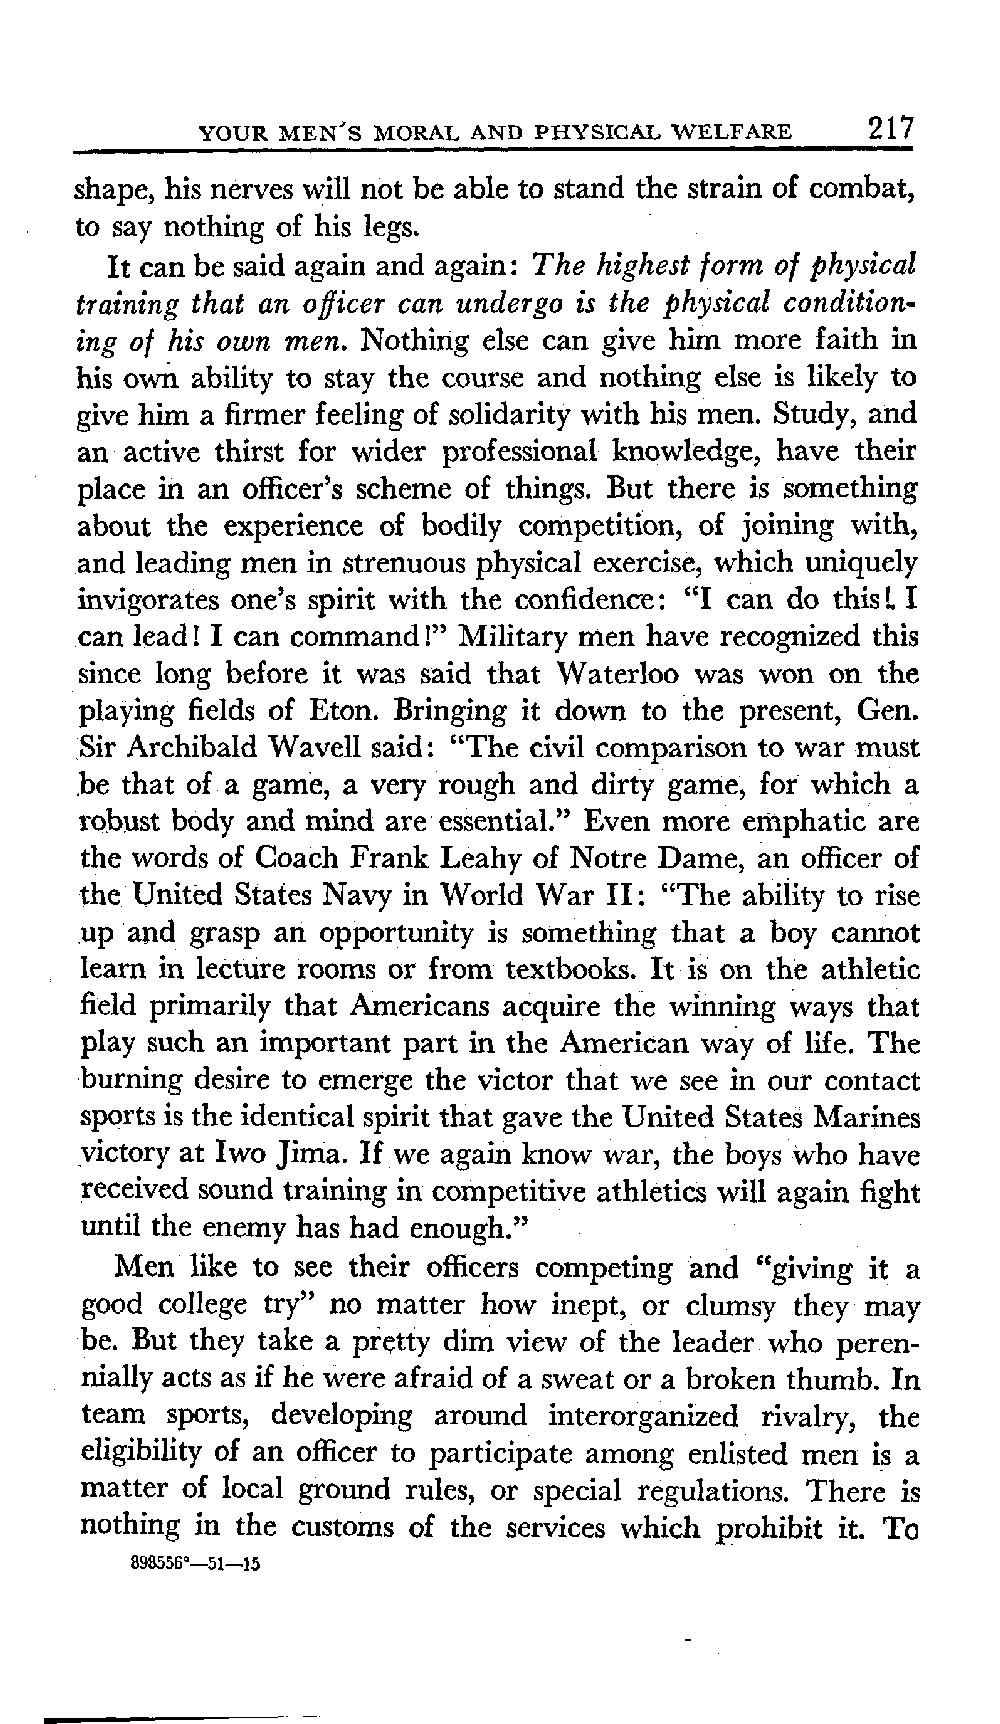 YOUR MEN'S MORAL AND PHYSICAL WELFARE 217
shape, his nerves will not be able to stand the strain of combat,
to say nothing of his legs.
It can be said again and again: The highest form of physical
training that an officer can undergo is the physical condition-
ing of his own men. Nothing else can give him more faith in
his own ability to stay the course and nothing else is likely to
give him a firmer feeling of solidarity with his men. Study, and
an active thirst for wider professional knowledge, have their
place in an officer's scheme of things. But there is something
about the experience of bodily competition, of joining with,
and leading men in strenuous physical exercise, which uniquely
invigorates one's spirit with the confidence: "I can do this! I
can lead! I can command!" Military men have recognized this
since long before it was said that Waterloo was won on the
playing fields of Eton. Bringing it down to the present, Gen.
Sir Archibald Wavell said: "The civil comparison to war must
be that of a game, a very rough and dirty game, for which a
robust body and mind are essential." Even more emphatic are
the words of Coach Frank Leahy of Notre Dame, an officer of
the United States Navy in World War II: "The ability to rise
up and grasp an opportunity is something that a boy cannot
learn in lecture rooms or from textbooks. It is on the athletic
field primarily that Americans acquire the winning ways that
play such an important part in the American way of life. The
burning desire to emerge the victor that we see in our contact
sports is the identical spirit that gave the United States Marines
victory at Iwo Jima. If we again know war, the boys who have
received sound training in competitive athletics will again fight
until the enemy has had enough."
Men like to see their officers competing and "giving it a
good college try" no matter how inept, or clumsy they may
be. But they take a pretty dim view of the leader who peren-
nially acts as if he were afraid of a sweat or a broken thumb. In
team sports, developing around interorganized rivalry, the
eligibility of an officer to participate among enlisted men is a
matter of local ground rules, or special regulations. There is
nothing in the customs of the services which prohibit it. To
898556°—51—15